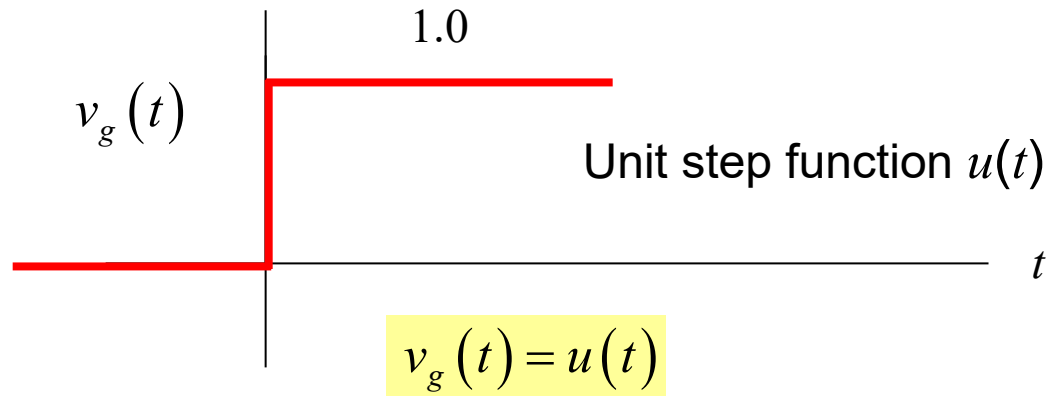 1.0
v_g(t)
Unit step function u(t)
t
v_g(t) = u(t)